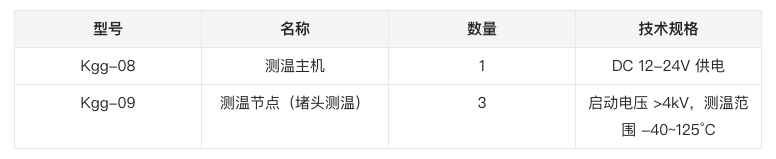 型号 名称 数量 技术规格
Kgg-08 测温主机 1 DC 12-24V 供电
Kgg-09 测温节点（堵头测温） 3 启动电压 >4kV，测温范
围 -40~125°C